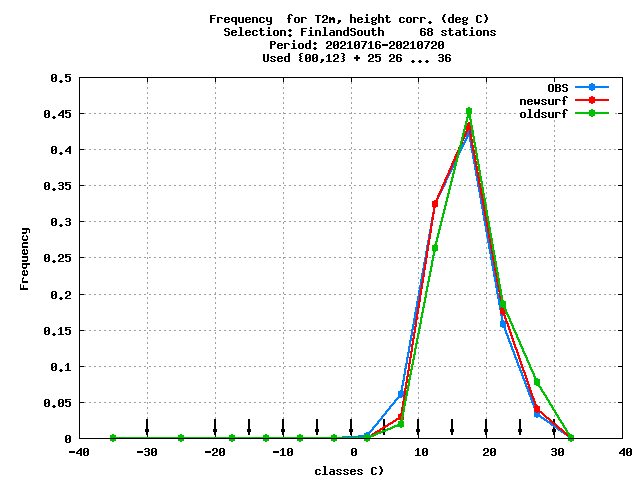 Frequency  for T2m, height corr. (deg C)
Selection: FinlandSouth     68 stations
Period: 20210716-20210720
Used {00,12} + 25 26 ... 36
OBS
newsurf
oldsurf
0.5
0.45
0.4
0.35
0.3
0.25
0.2
0.15
0.1
0.05
0
Frequency
-40 -30 -20 -10 0 10 20 30 40
classes C)